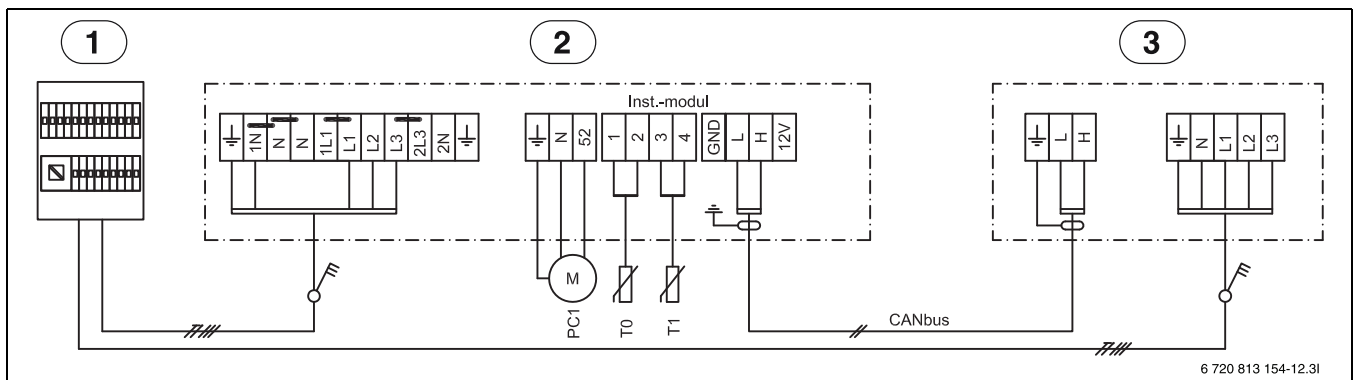 1
2
3
Inst.-modul
1N N N 1L1 L1 L2 L3 2L3 2N
N 52
1 2 3 4
GND L H 12V
L H
N L1 L2 L3
M
PC1
T0
T1
CANbus
6 720 813 154-12.3I